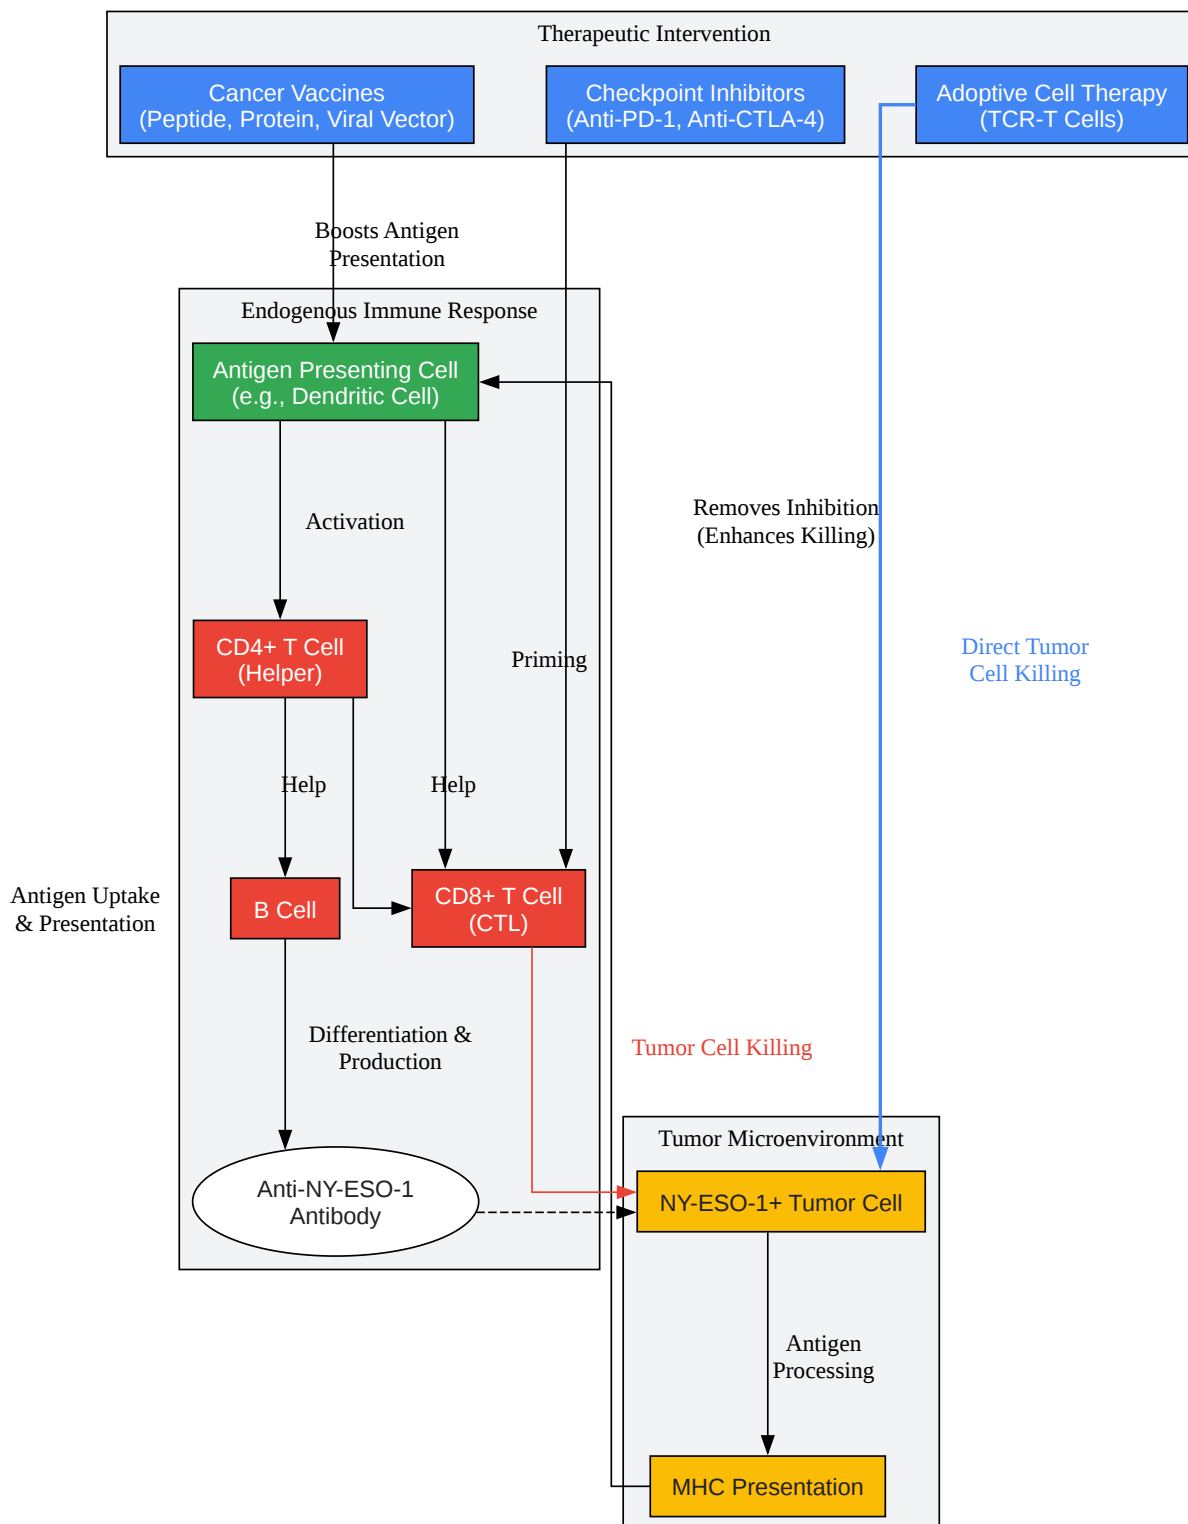 Therapeutic Intervention
Cancer Vaccines
(Peptide, Protein, Viral Vector)
Checkpoint Inhibitors
(Anti-PD-1, Anti-CTLA-4)
Adoptive Cell Therapy
(TCR-T Cells)
Boosts Antigen
Presentation
Endogenous Immune Response
Antigen Presenting Cell
(e.g., Dendritic Cell)
Activation
Removes Inhibition
(Enhances Killing)
CD4+ T Cell
(Helper)
Priming
Direct Tumor
Cell Killing
Help
Help
Antigen Uptake
& Presentation
B Cell
CD8+ T Cell
(CTL)
Differentiation &
Production
Tumor Cell Killing
Tumor Microenvironment
Anti-NY-ESO-1
Antibody
NY-ESO-1+ Tumor Cell
Antigen
Processing
MHC Presentation